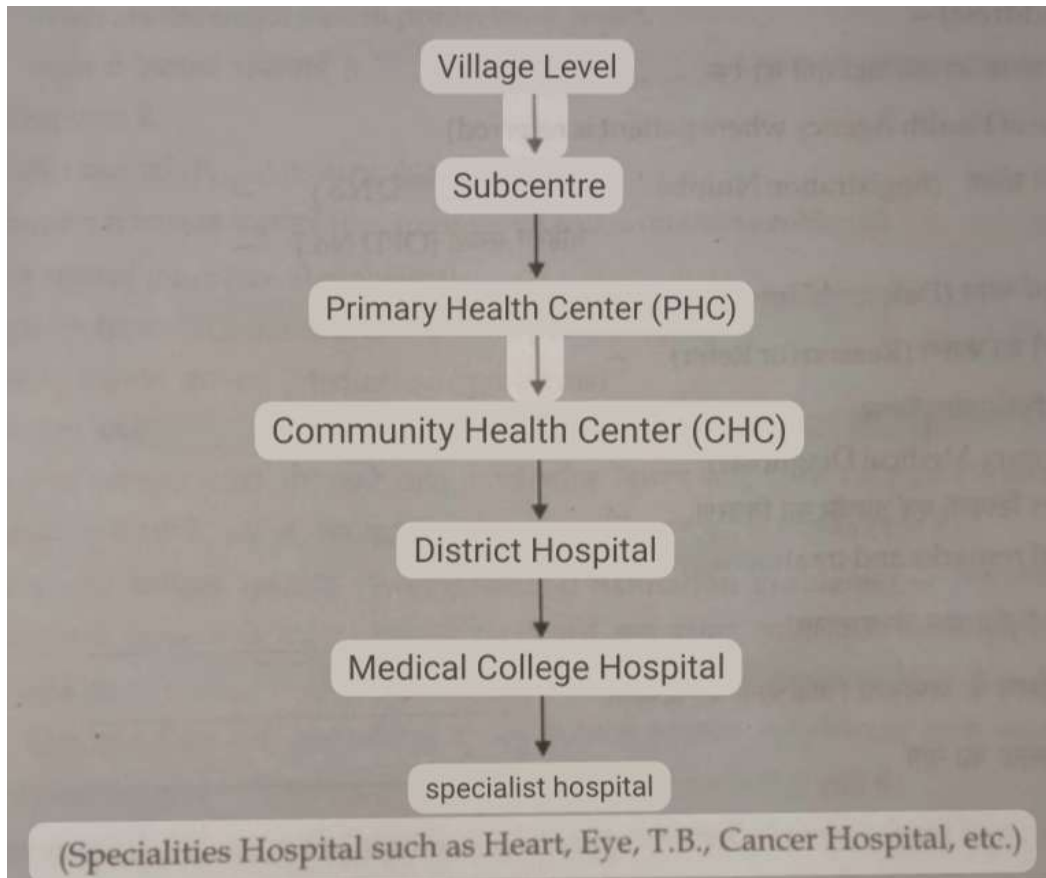 Village Level
Subcentre
Primary Health Center (PHC)
Community Health Center (CHC)
District Hospital
Medical College Hospital
specialist hospital
(Specialities Hospital such as Heart, Eye, T.B., Cancer Hospital, etc.)